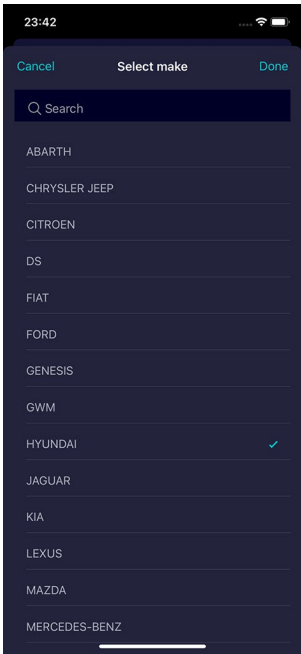 23:42
Cancel Select make Done
Search
ABARTH
CHRYSLER JEEP
CITROEN
DS
FIAT
FORD
GENESIS
GWM
HYUNDAI
JAGUAR
KIA
LEXUS
MAZDA
MERCEDES-BENZ